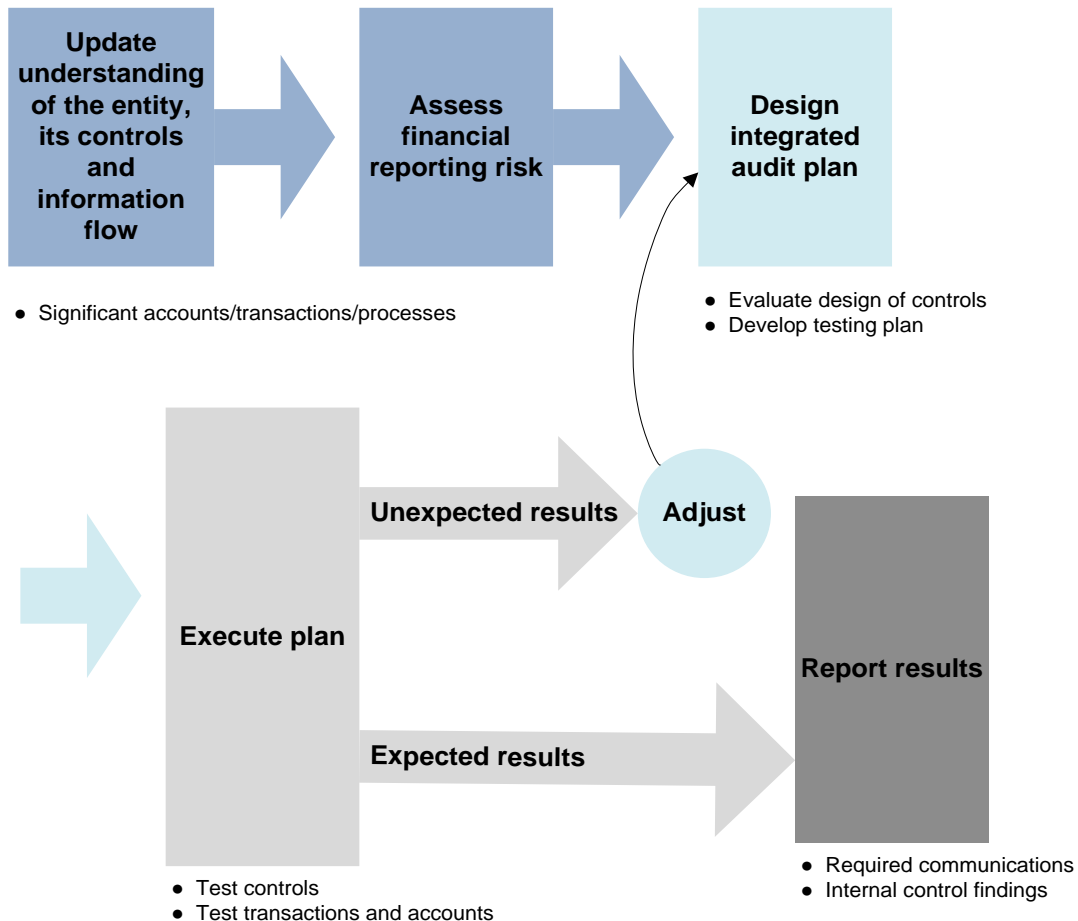 Update
understanding
of the entity,
its controls
and
information
flow
Assess
financial
reporting risk
Design
integrated
audit plan
● Significant accounts/transactions/processes
● Evaluate design of controls
● Develop testing plan
Unexpected results
Adjust
Execute plan
Report results
Expected results
● Test controls
● Test transactions and accounts
● Required communications
● Internal control findings